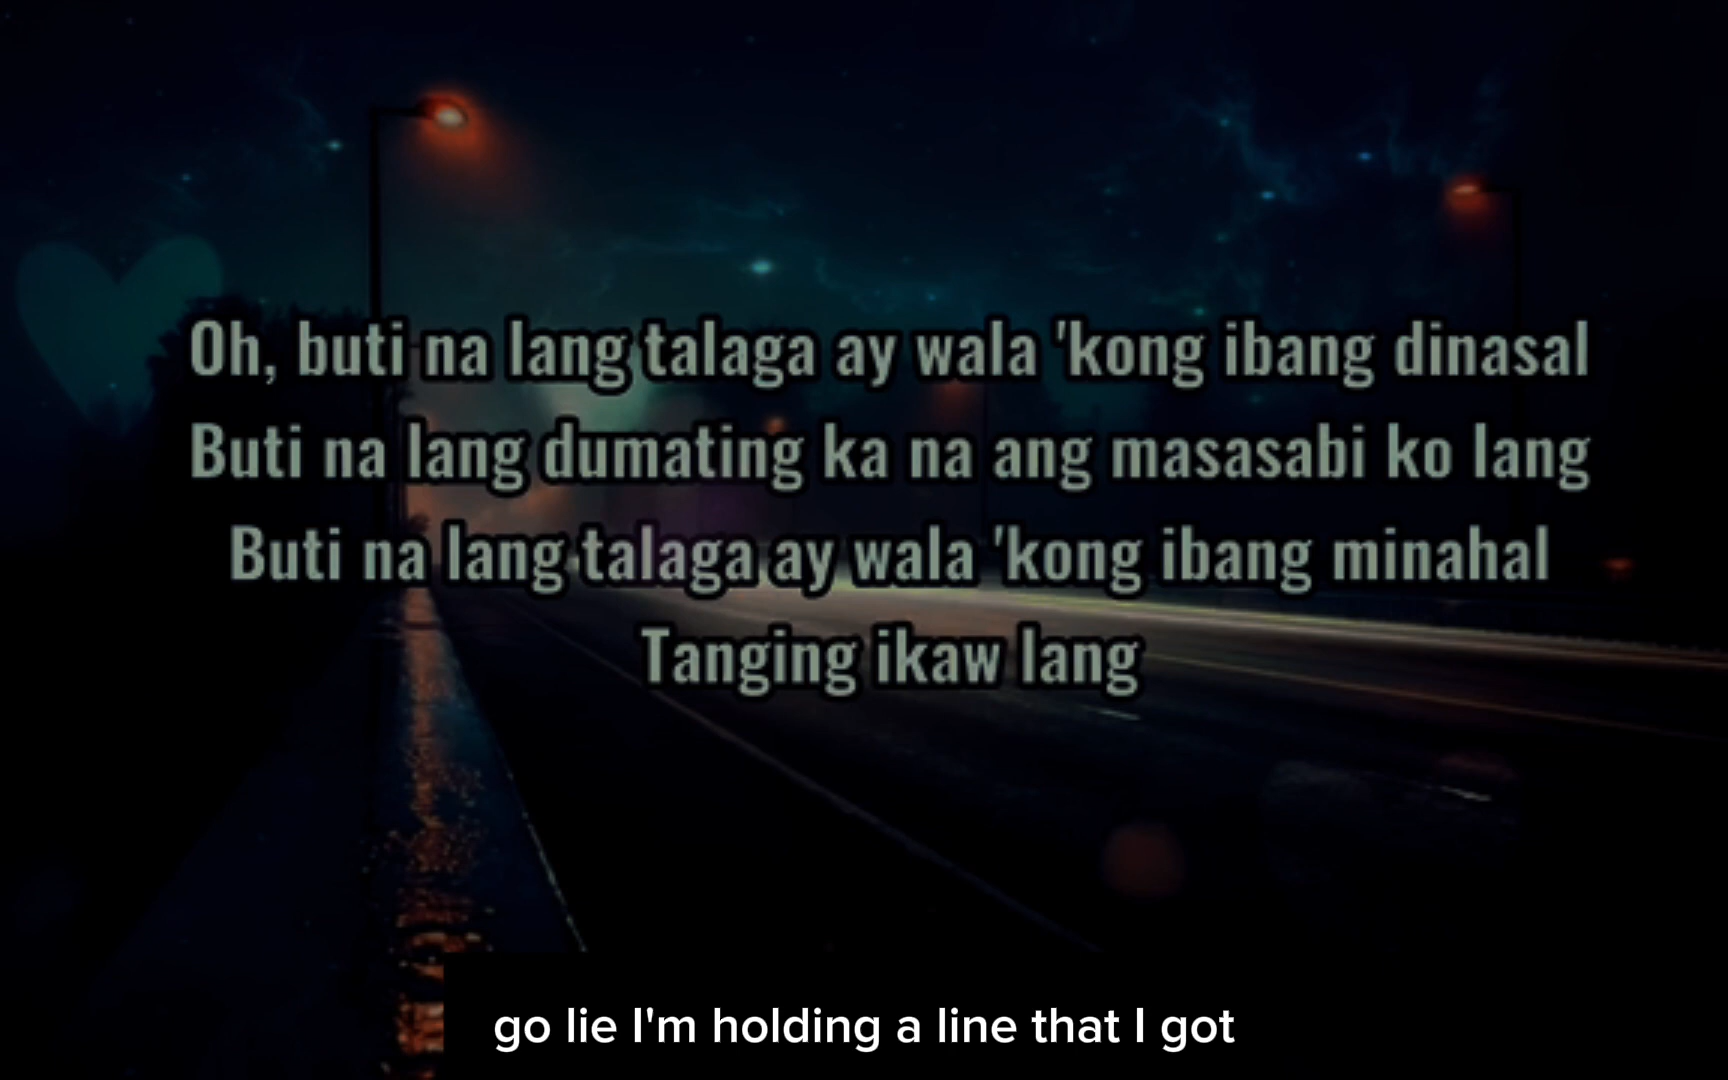 Oh, buti na lang talaga ay wala 'kong ibang dinasal
Buti na lang dumating ka na ang masasabi ko lang
Buti na lang talaga ay wala 'kong ibang minahal
Tanging ikaw lang
go lie I'm holding a line that I got